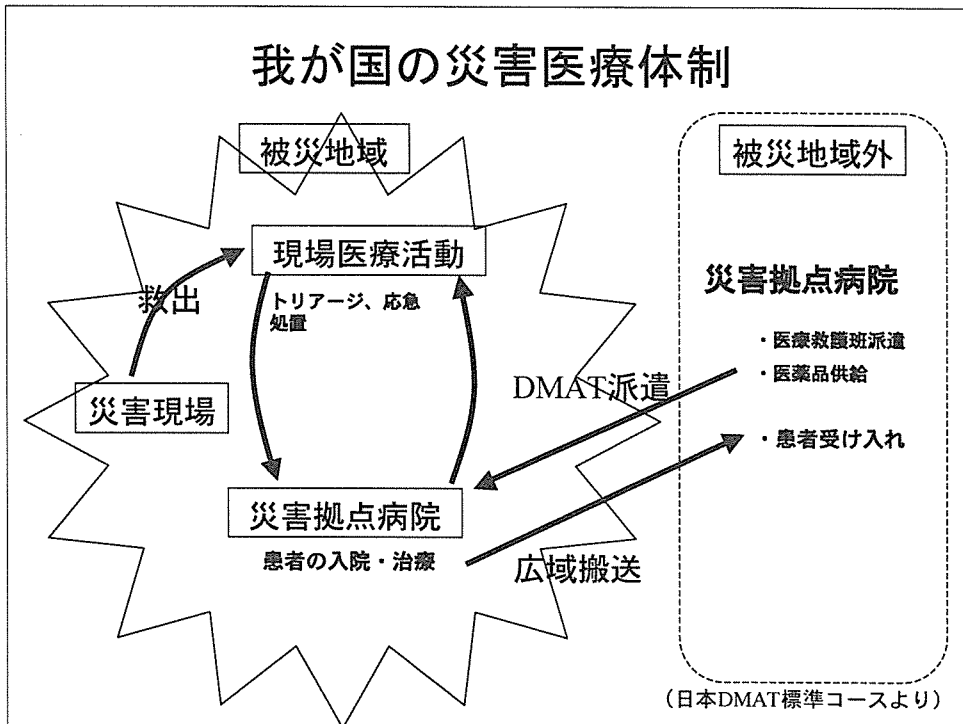 我が国の災害医療体制
被災地域
現場医療活動
救出
トリアージ、応急
処置
災害現場
災害拠点病院
患者の入院・治療
DMAT派遣
広域搬送
被災地域外
災害拠点病院
・医療救護班派遣
・医薬品供給
・患者受け入れ
（日本DMAT標準コースより）